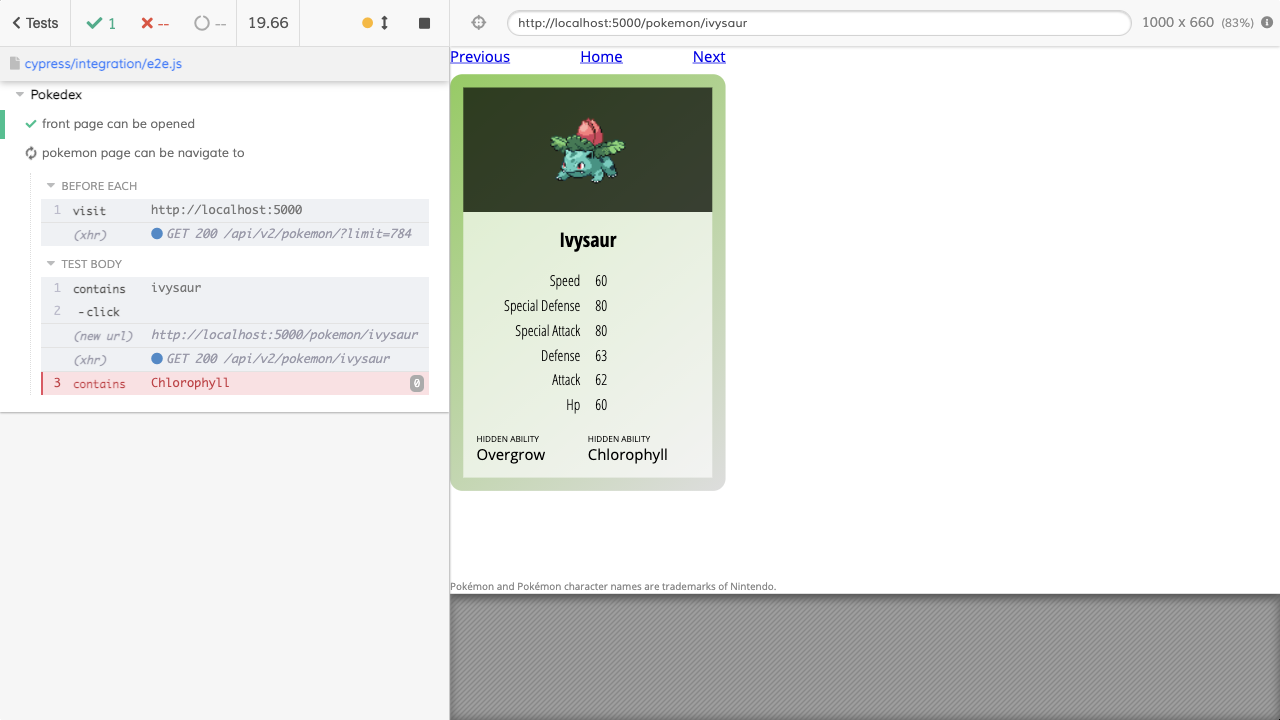 Tests 1 -- -- 19.66
http://localhost:5000/pokemon/ivysaur 1000 x 660 (83%)
cypress/integration/e2e.js
Pokedex
front page can be opened
pokemon page can be navigate to
BEFORE EACH
1 visit http://localhost:5000
(xhr) GET 200 /api/v2/pokemon/?limit=784
TEST BODY
1 contains ivysaur
2 -click
(new url) http://localhost:5000/pokemon/ivysaur
(xhr) GET 200 /api/v2/pokemon/ivysaur
3 contains Chlorophyll 0
Previous Home Next
Ivysaur
Speed 60
Special Defense 80
Special Attack 80
Defense 63
Attack 62
Hp 60
HIDDEN ABILITY HIDDEN ABILITY
Overgrow Chlorophyll
Pokémon and Pokémon character names are trademarks of Nintendo.